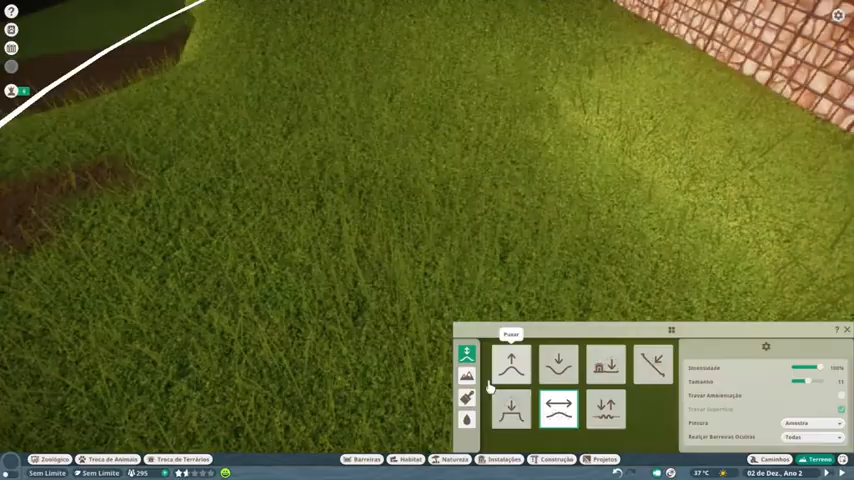 Puxar
Intensidade 100%
Tamanho 13
Travar Ambientação
Travar Superfície
Pintura Amostra
Realçar Barreiras Ocultas Todas
Zoológico Troca de Animais Troca de Terrários Barreiras Habitat Natureza Instalações Construção Projetos Caminhos Terreno
Sem Limite Sem Limite 295 37 °C 02 de Dez., Ano 2